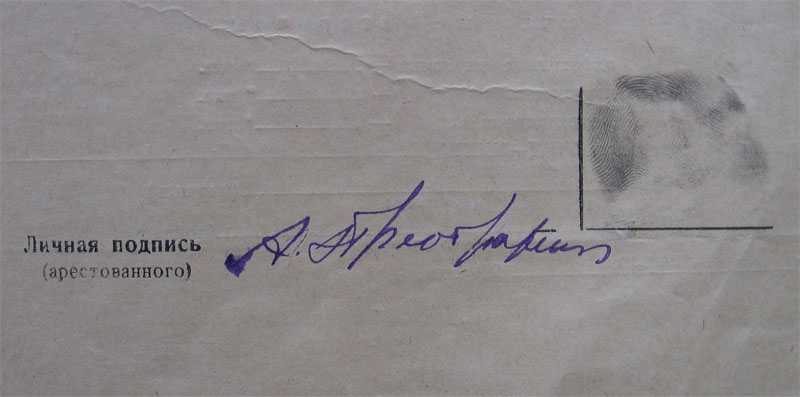 Личная подпись
(арестованного)